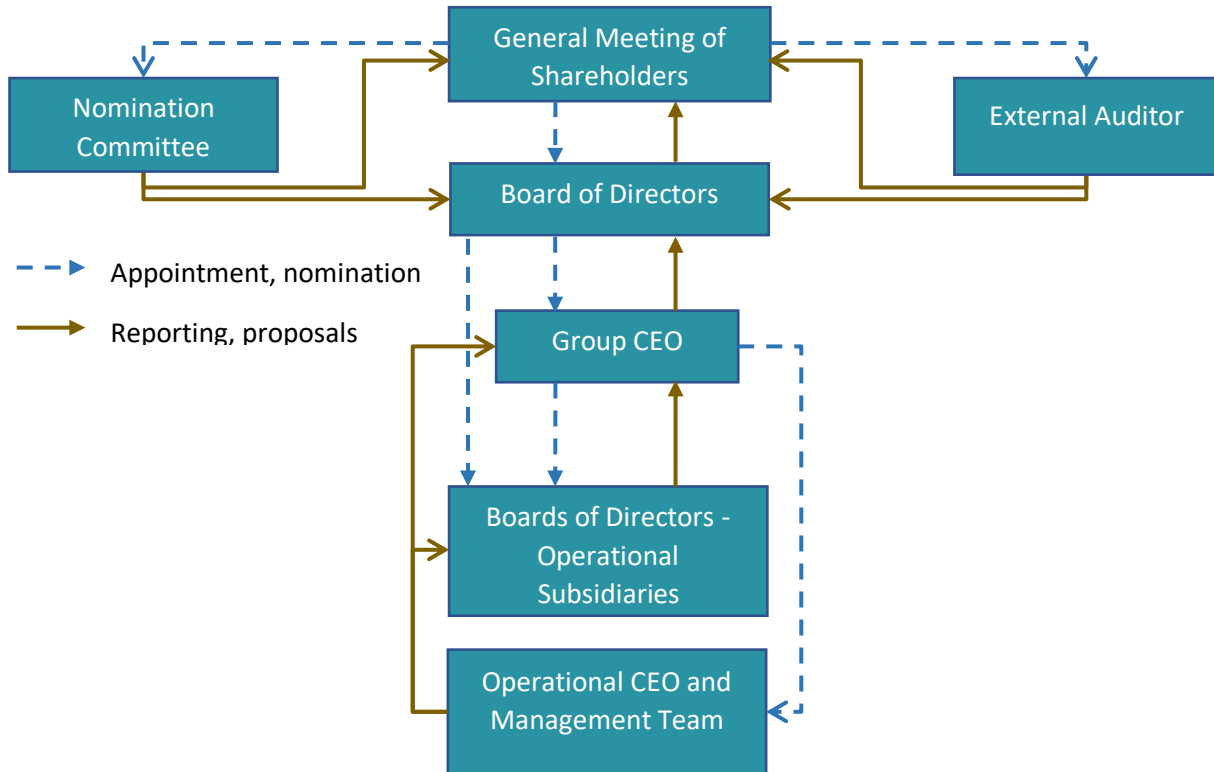 General Meeting of
Shareholders
Nomination
Committee
External Auditor
Board of Directors
Appointment, nomination
Reporting, proposals
Group CEO
Boards of Directors -
Operational
Subsidiaries
Operational CEO and
Management Team